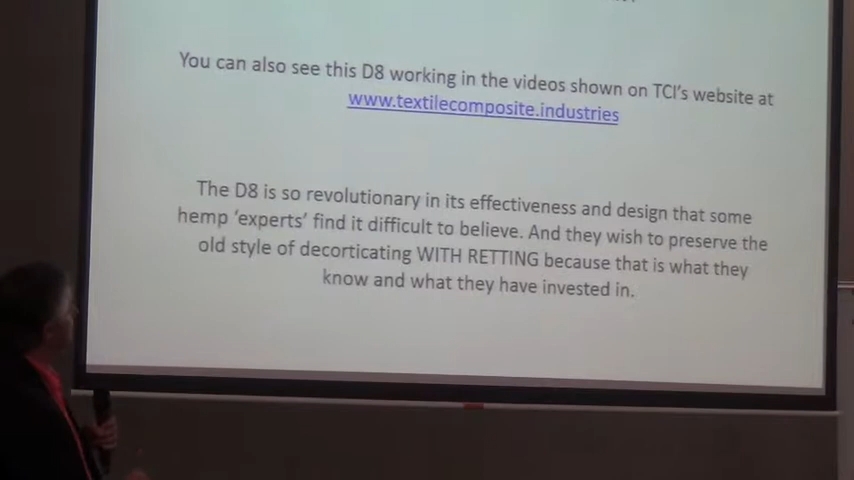 You can also see this D8 working in the videos shown on TCI's website at
www.textilecomposite.industries
The D8 is so revolutionary in its effectiveness and design that some
hemp 'experts' find it difficult to believe. And they wish to preserve the
old style of decorticating WITH RETTING because that is what they
know and what they have invested in.